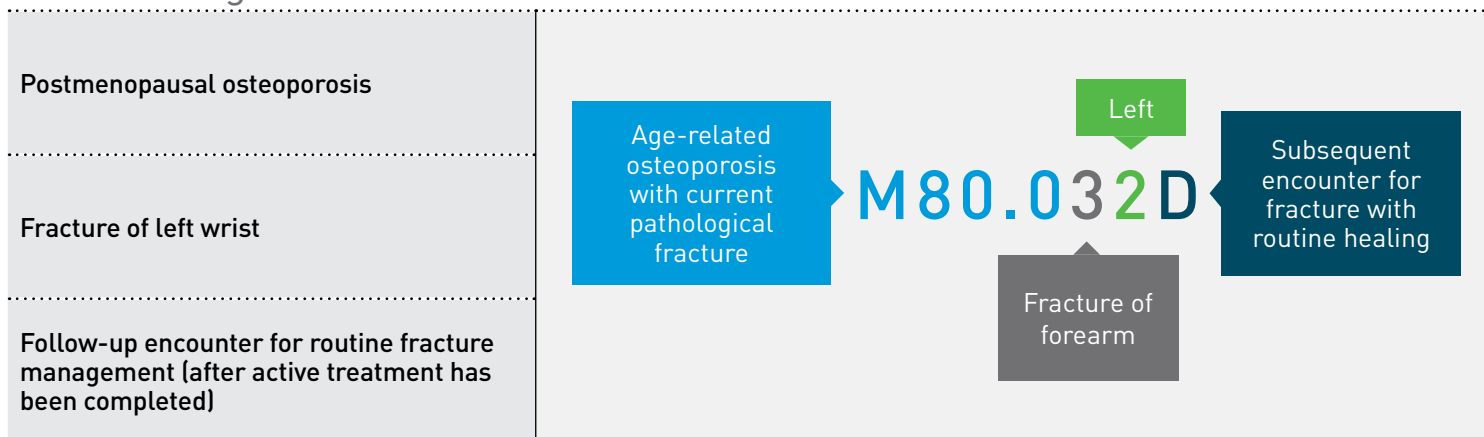 Postmenopausal osteoporosis
Fracture of left wrist
Follow-up encounter for routine fracture
management (after active treatment has
been completed)
Age-related
osteoporosis
with current
pathological
fracture
Left
M80.032D
Fracture of
forearm
Subsequent
encounter for
fracture with
routine healing